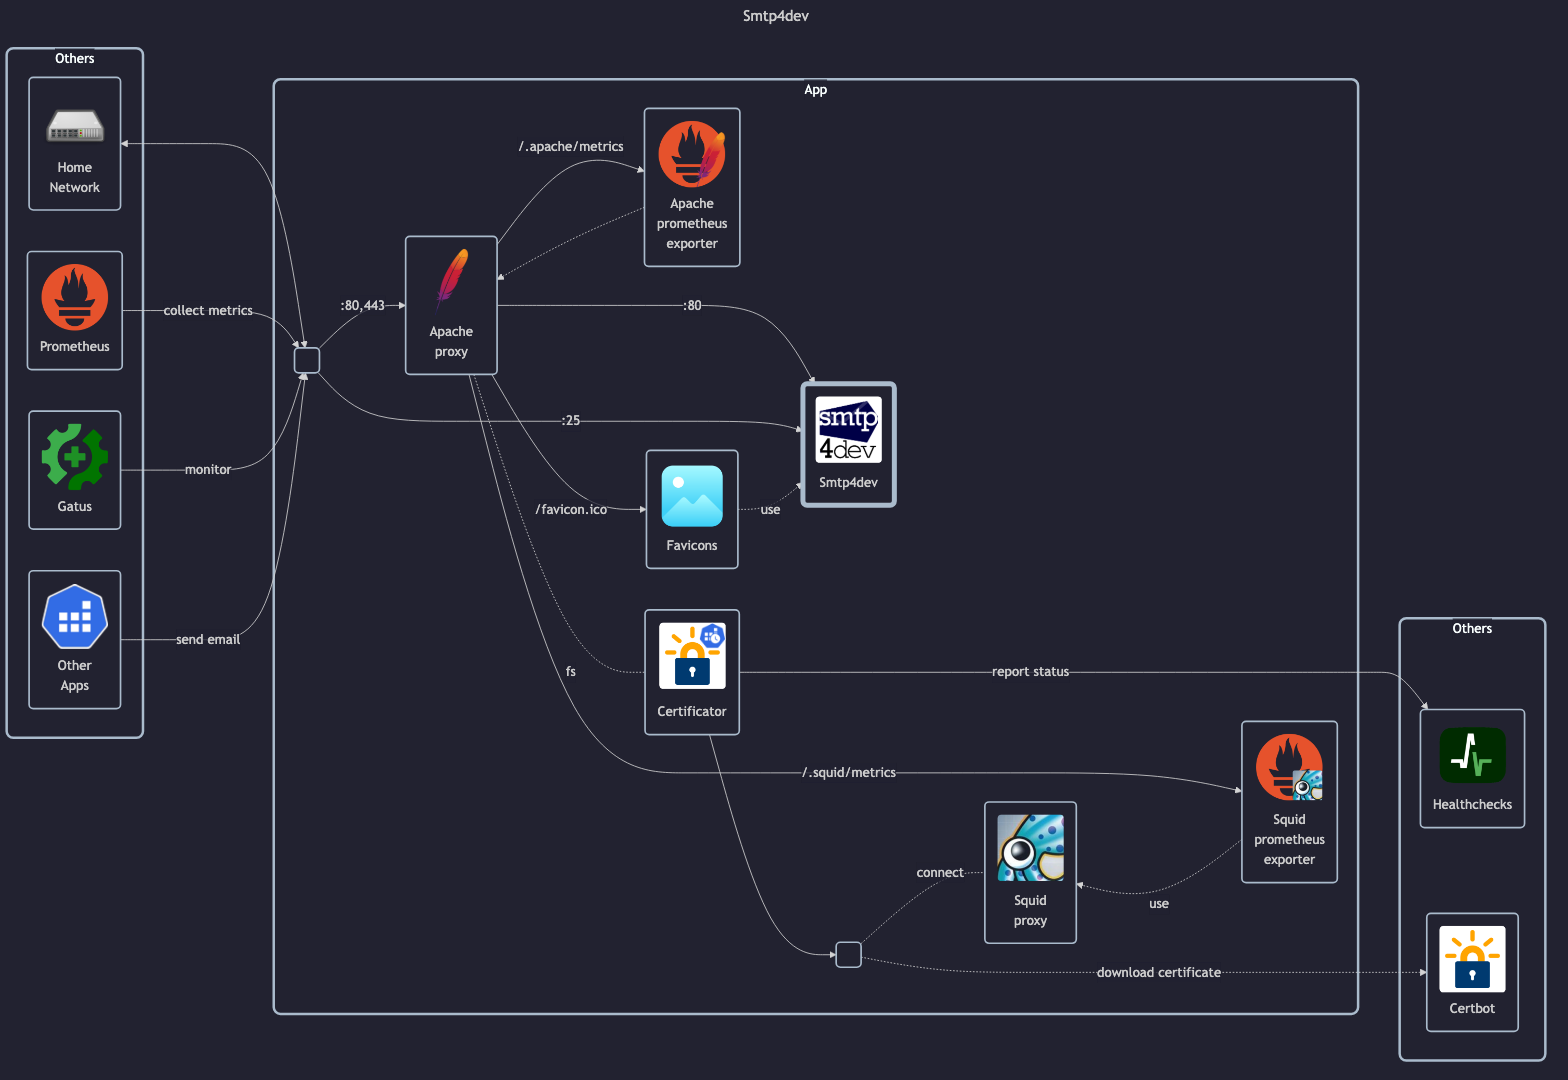 Smtp4dev
Others
Home
Network
Prometheus
Gatus
Other
Apps
collect metrics
monitor
send email
App
:80,443
Apache
proxy
/.apache/metrics
Apache
prometheus
exporter
:80
:25
/favicon.ico
Favicons
use
smtp
4dev
Smtp4dev
fs
Certificator
report status
/.squid/metrics
Squid
prometheus
exporter
connect
Squid
proxy
use
download certificate
Others
Healthchecks
Certbot